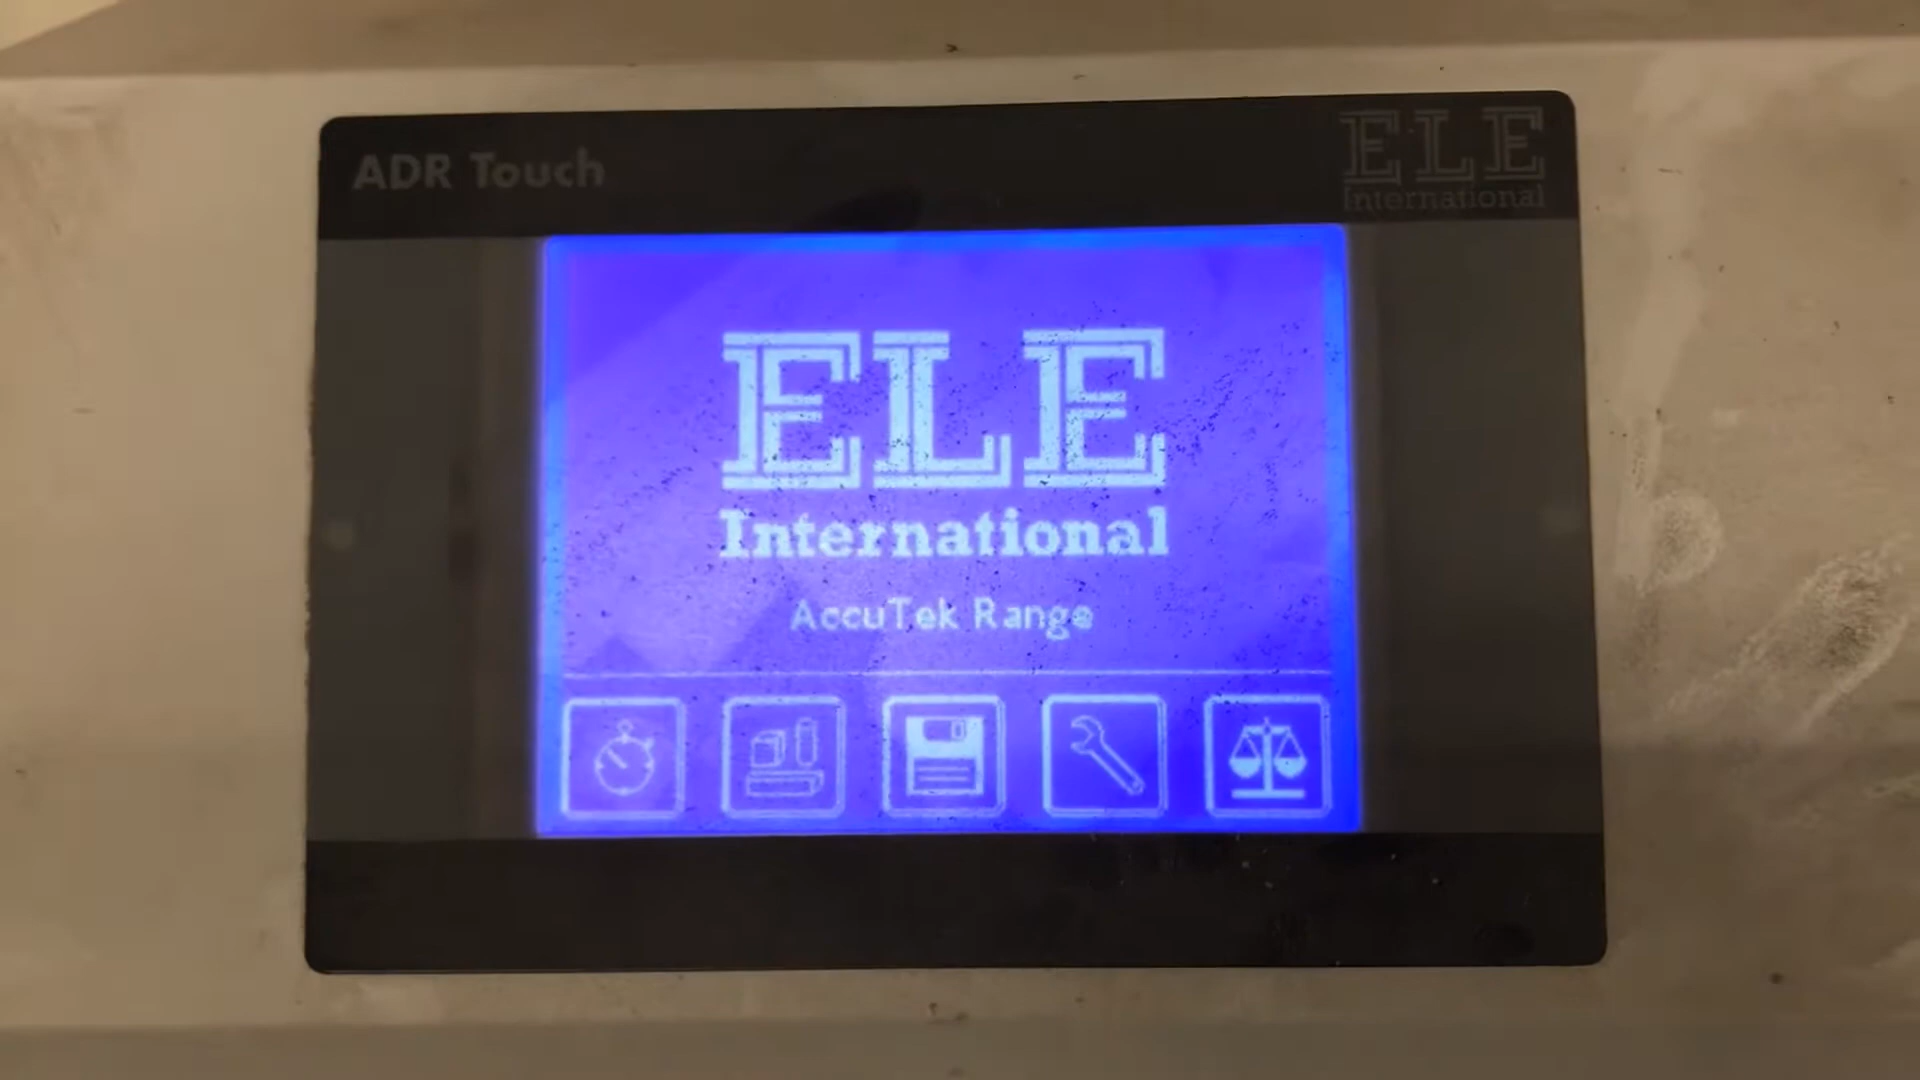 ADR Touch
ELE
International
ELE
International
AccuTek Range